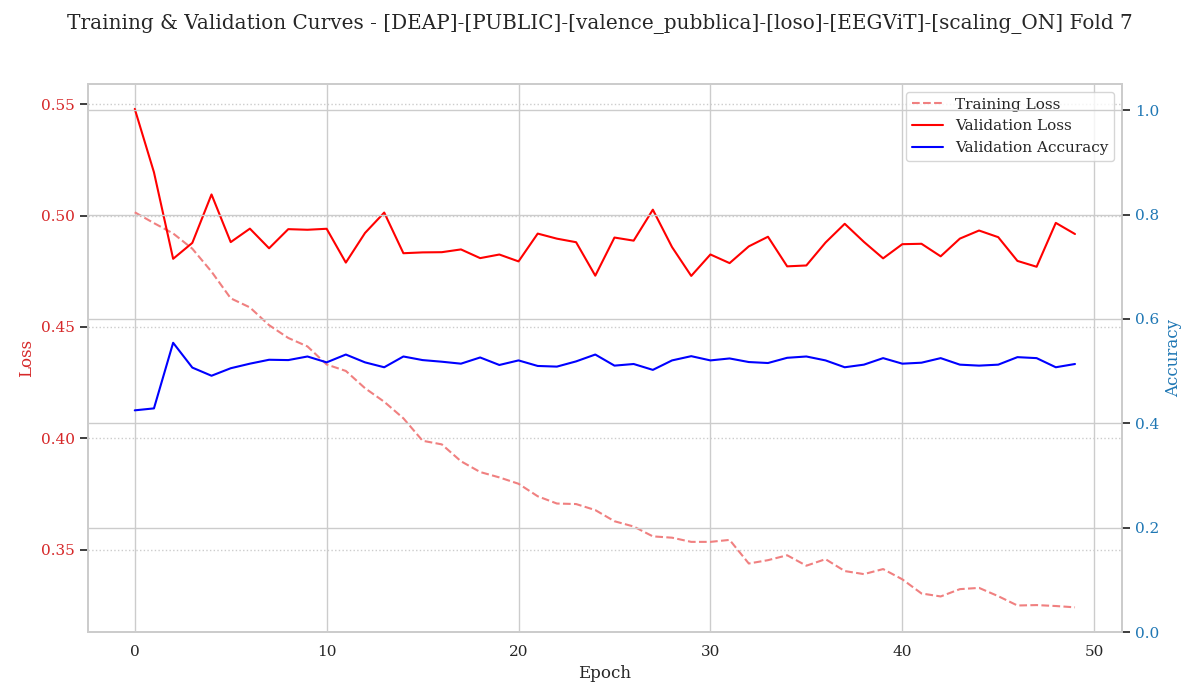 Training & Validation Curves - [DEAP]-[PUBLIC]-[valence_pubblica]-[loso]-[EEGViT]-[scaling_ON] Fold 7
Training Loss
Validation Loss
Validation Accuracy
0.55
0.50
0.45
0.40
0.35
Loss
1.0
0.8
0.6
0.4
0.2
0.0
Accuracy
0
10
20
30
40
50
Epoch